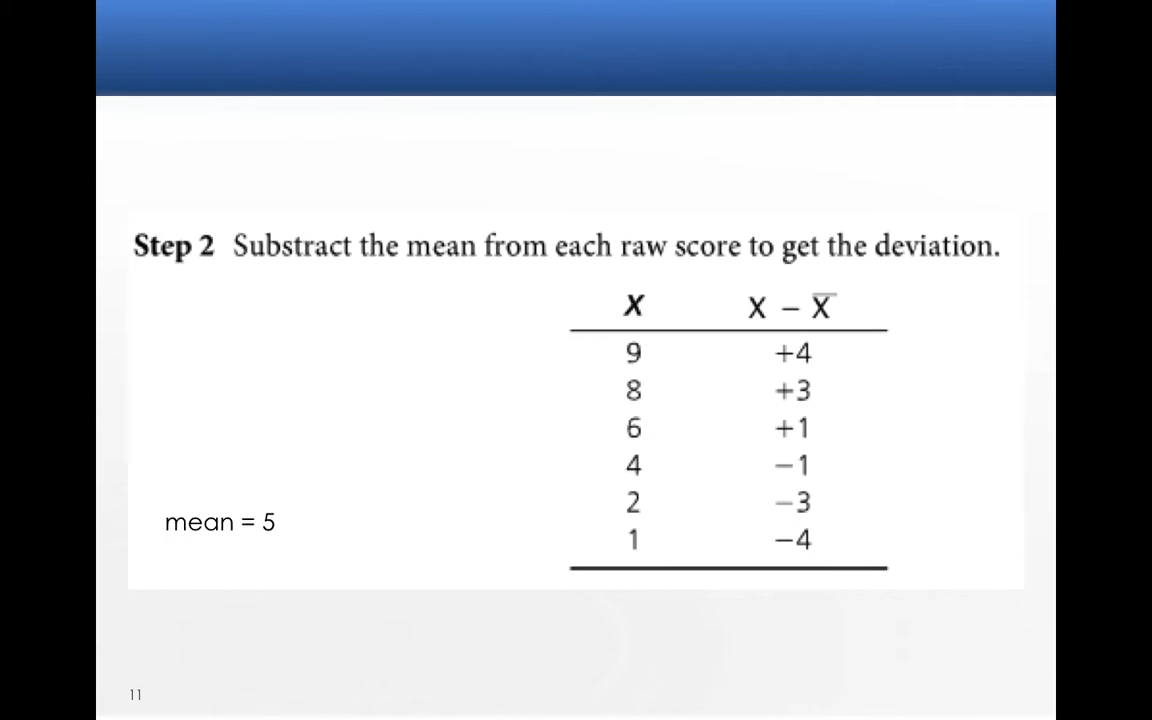 Step 2 Substract the mean from each raw score to get the deviation.
X X – X̅
9 +4
8 +3
6 +1
4 −1
2 −3
1 −4
mean = 5
11